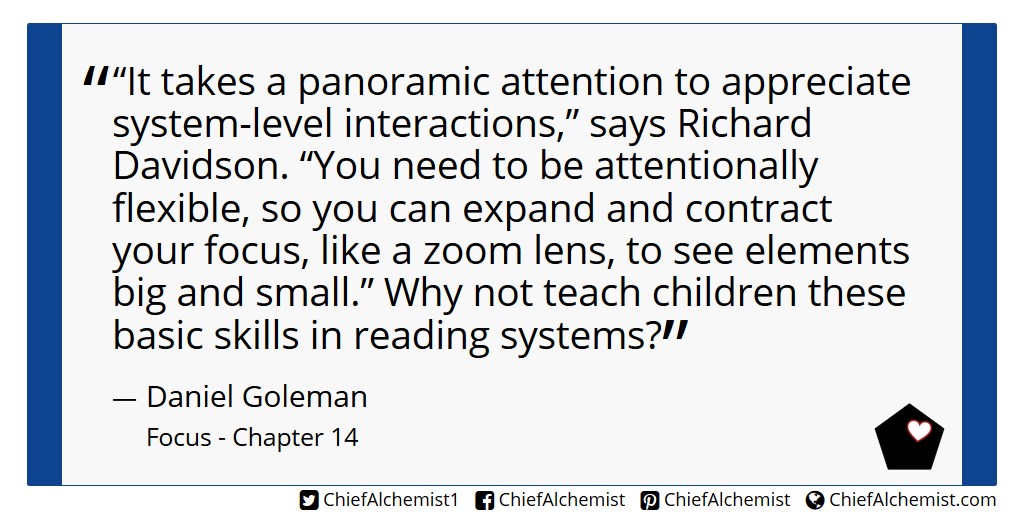 ““It takes a panoramic attention to appreciate
system-level interactions,” says Richard
Davidson. “You need to be attentionally
flexible, so you can expand and contract
your focus, like a zoom lens, to see elements
big and small.” Why not teach children these
basic skills in reading systems?”
— Daniel Goleman
Focus - Chapter 14
ChiefAlchemist1 ChiefAlchemist ChiefAlchemist ChiefAlchemist.com